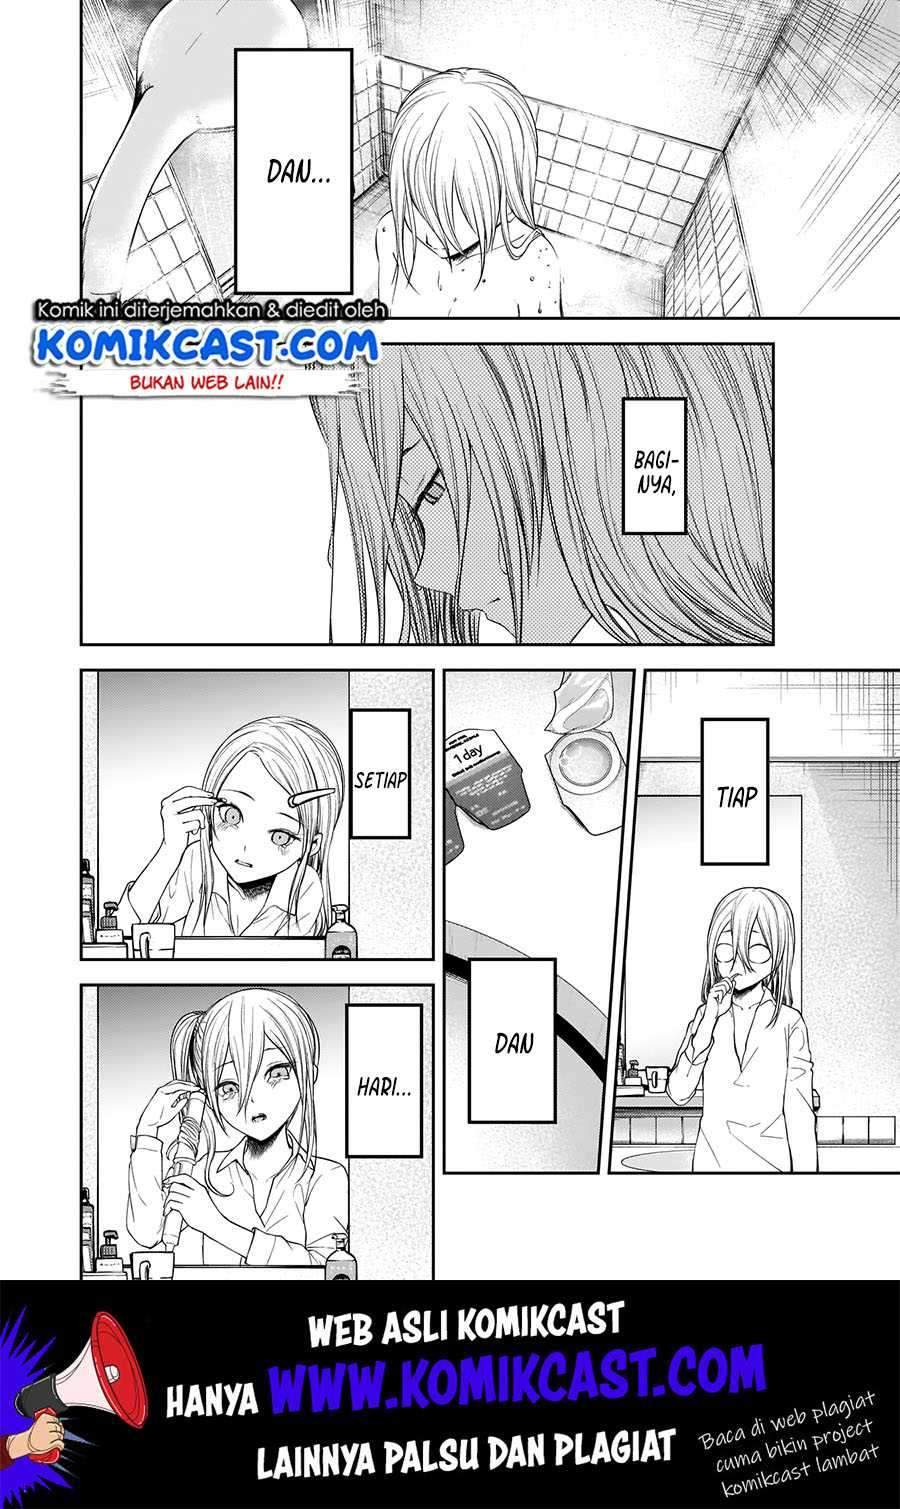 DAN...
Komik ini diterjemahkan & diedit oleh
KOMIKCAST.COM
BUKAN WEB LAIN!!
BAGI-
NYA,
TIAP
1 day
DAN
SETIAP
HARI...
WEB ASLI KOMIKCAST
HANYA WWW.KOMIKCAST.COM
LAINNYA PALSU DAN PLAGIAT
Baca di web plagiat
cuma bikin project
komikcast lambat